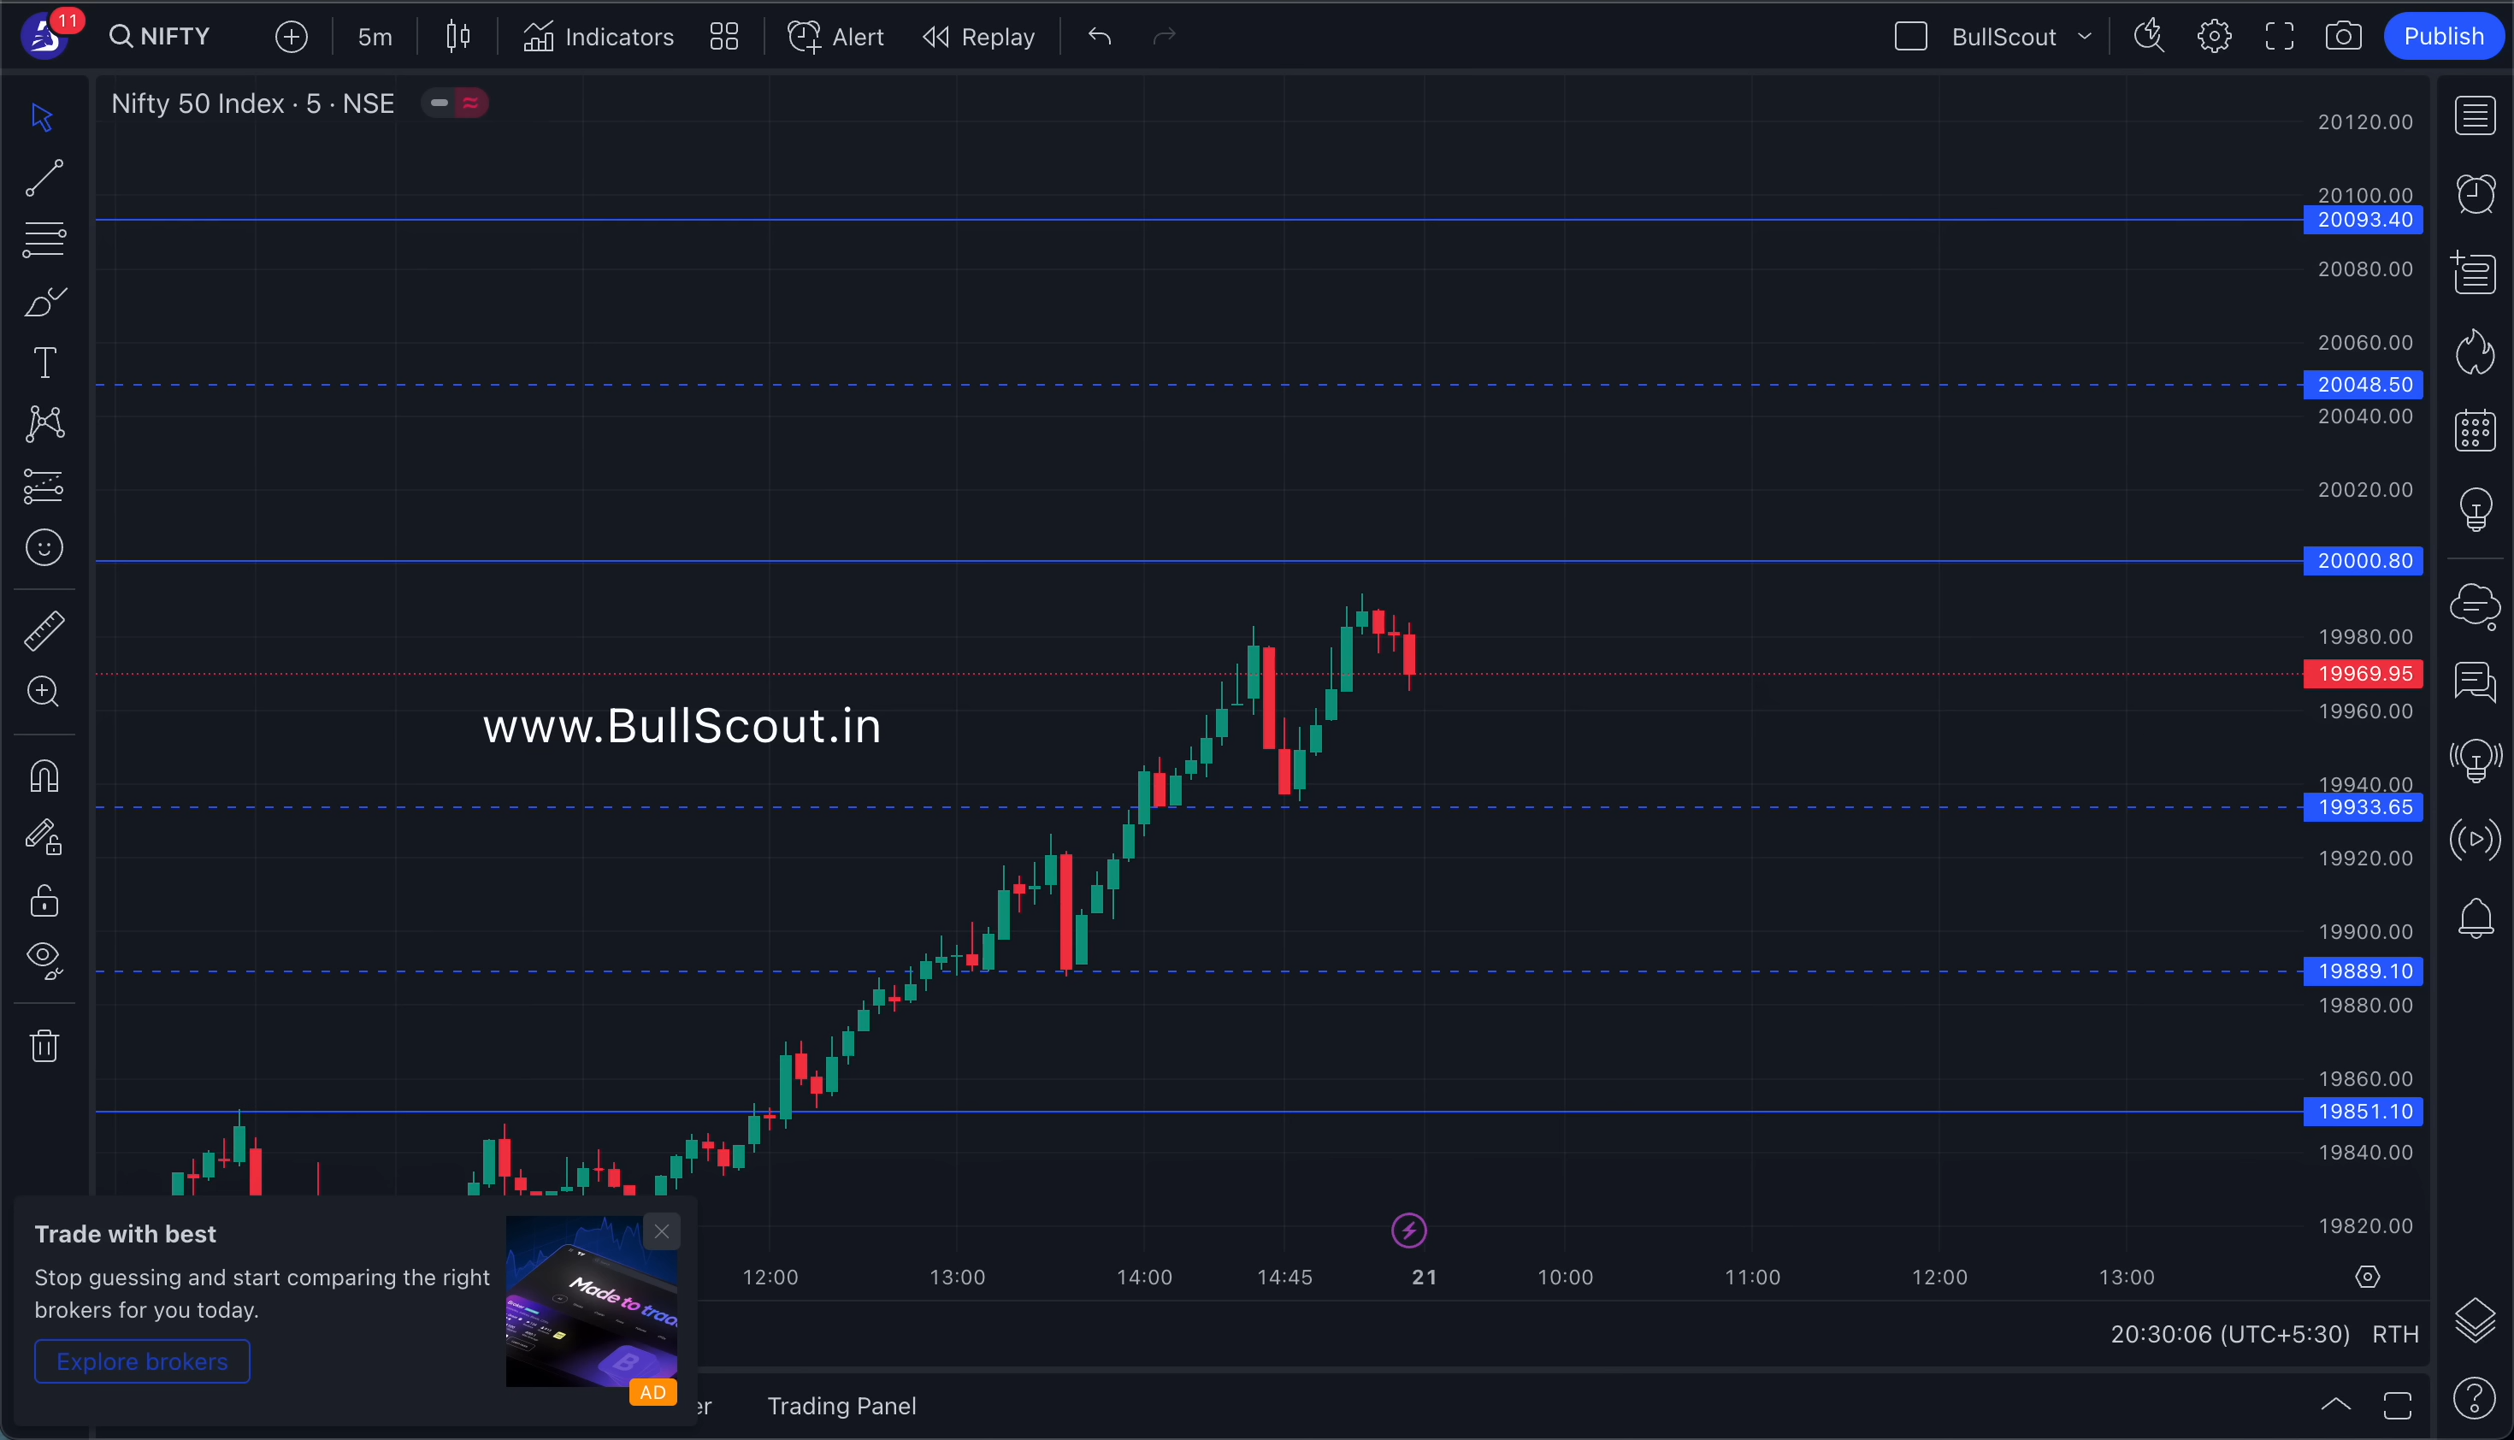 11
NIFTY
5m
Indicators
Alert
Replay
BullScout
Publish
Nifty 50 Index · 5 · NSE
20120.00
20100.00
20093.40
20080.00
20060.00
20048.50
20040.00
20020.00
20000.80
19980.00
19969.95
19960.00
www.BullScout.in
19940.00
19933.65
19920.00
19900.00
19889.10
19880.00
19860.00
19851.10
19840.00
19820.00
Trade with best
Stop guessing and start comparing the right
brokers for you today.
Explore brokers
Made to trad
AD
12:00
13:00
14:00
14:45
21
10:00
11:00
12:00
13:00
20:30:06 (UTC+5:30)
RTH
er
Trading Panel